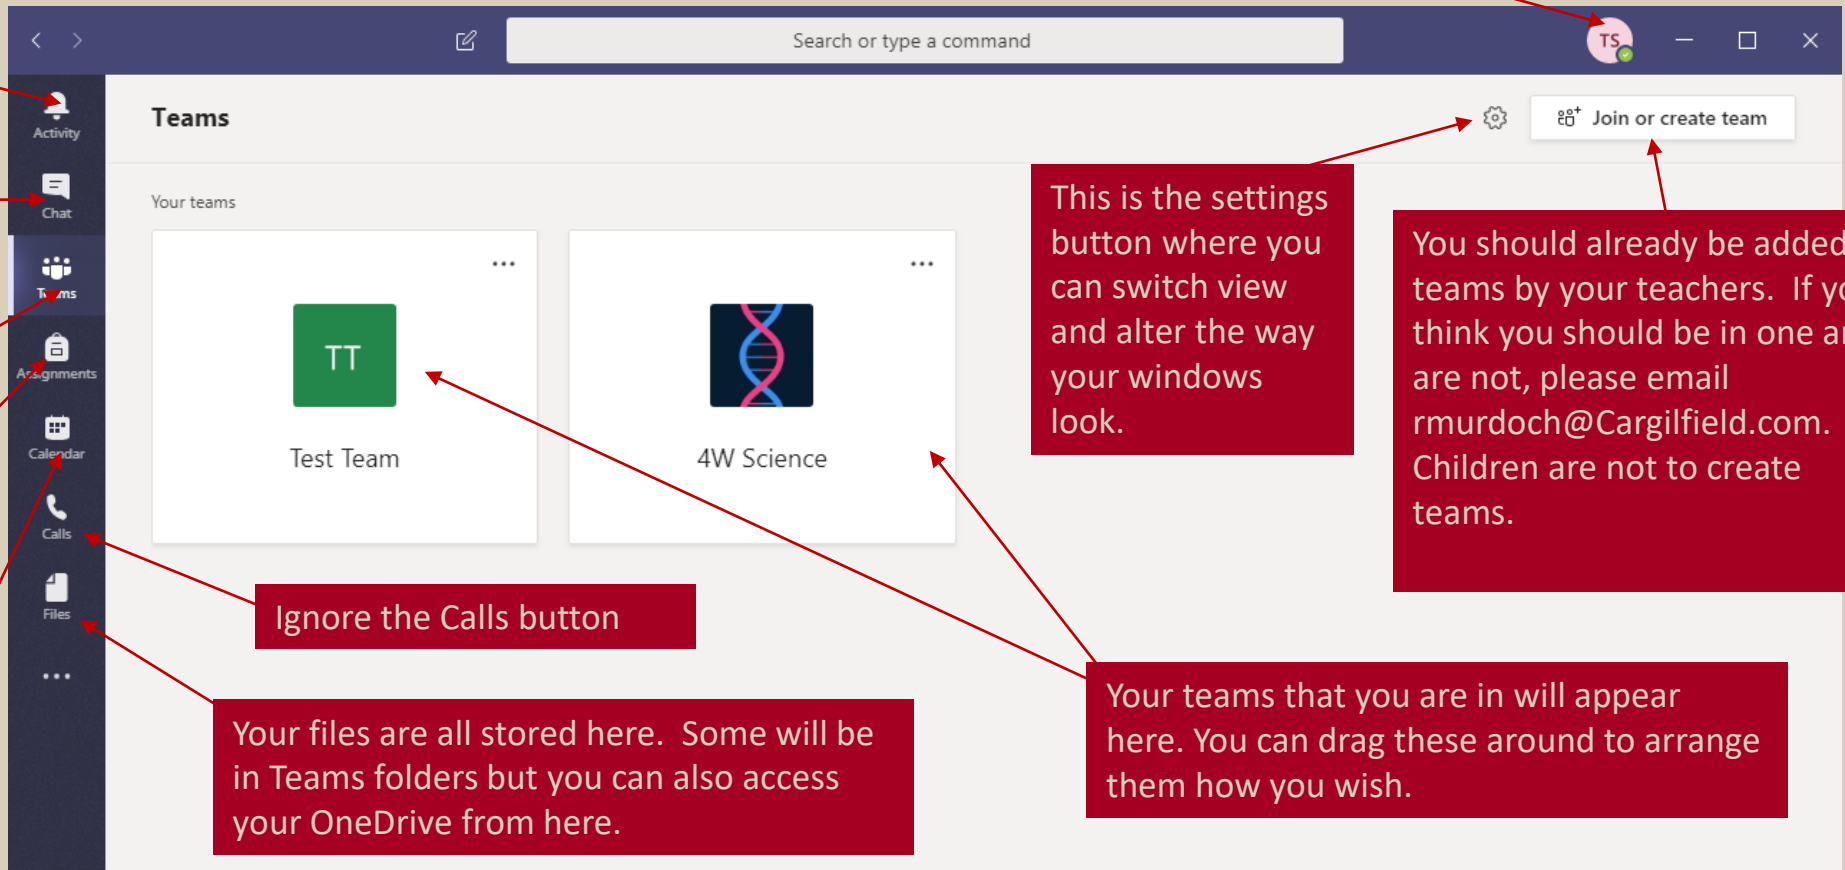 Search or type a command
TS
Activity
Chat
Teams
Assignments
Calendar
Calls
Files
Teams
Join or create team
Your teams
TT
Test Team
4W Science
This is the settings
button where you
can switch view
and alter the way
your windows
look.
You should already be added
teams by your teachers.  If
think you should be in one
are not, please email
rmurdoch@Cargilfield.com.
Children are not to create
teams.
Ignore the Calls button
Your files are all stored here.  Some will be
in Teams folders but you can also access
your OneDrive from here.
Your teams that you are in will appear
here. You can drag these around to arrange
them how you wish.